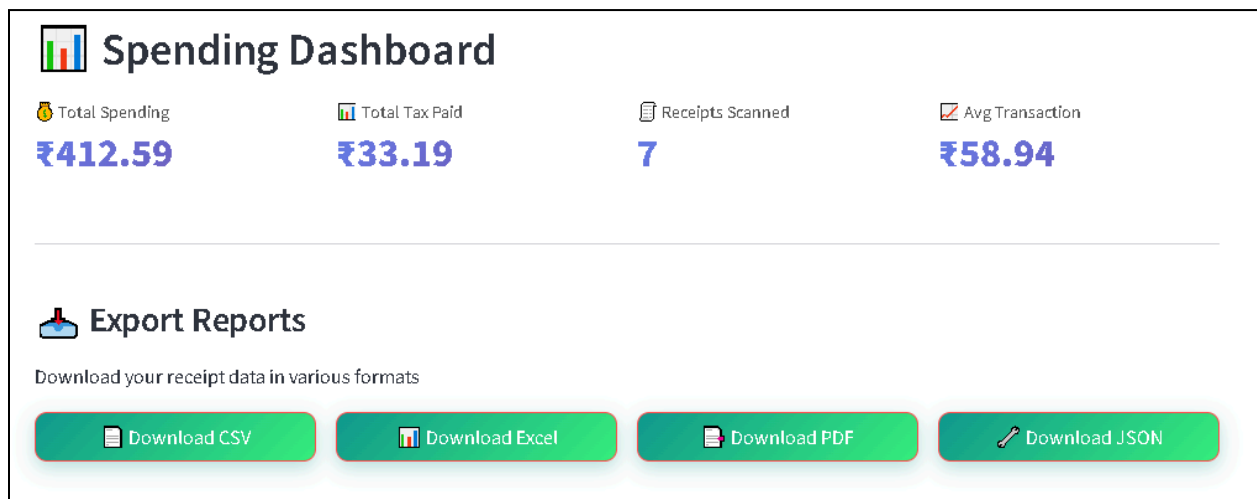 Spending Dashboard
Total Spending
₹412.59
Total Tax Paid
₹33.19
Receipts Scanned
7
Avg Transaction
₹58.94
Export Reports
Download your receipt data in various formats
Download CSV
Download Excel
Download PDF
Download JSON